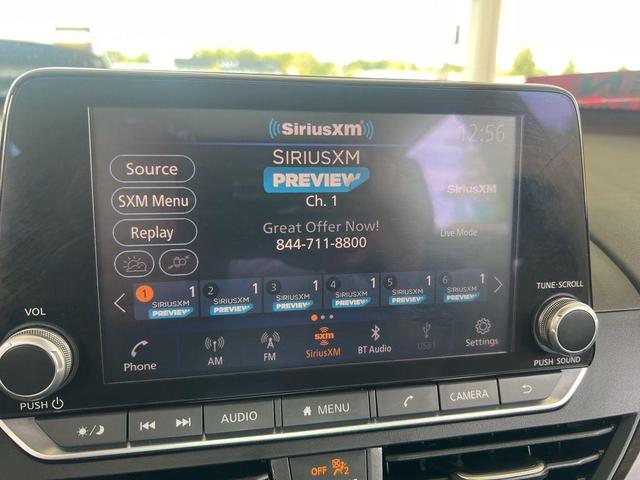 SiriusXM
12:56
SIRIUSXM
PREVIEW
Ch. 1
Great Offer Now!
844-711-8800
Source
SXM Menu
Replay
SIRIUSXM
Live Mode
1 1 SIRIUSXM PREVIEW
2 1 SIRIUSXM PREVIEW
3 1 SIRIUSXM PREVIEW
4 1 SIRIUSXM PREVIEW
5 1 SIRIUSXM PREVIEW
6 1 SIRIUSXM PREVIEW
Phone
AM
FM
sxm
SiriusXM
BT Audio
USB1
Settings
VOL
PUSH
TUNE-SCROLL
PUSH SOUND
AUDIO
MENU
CAMERA
OFF 2